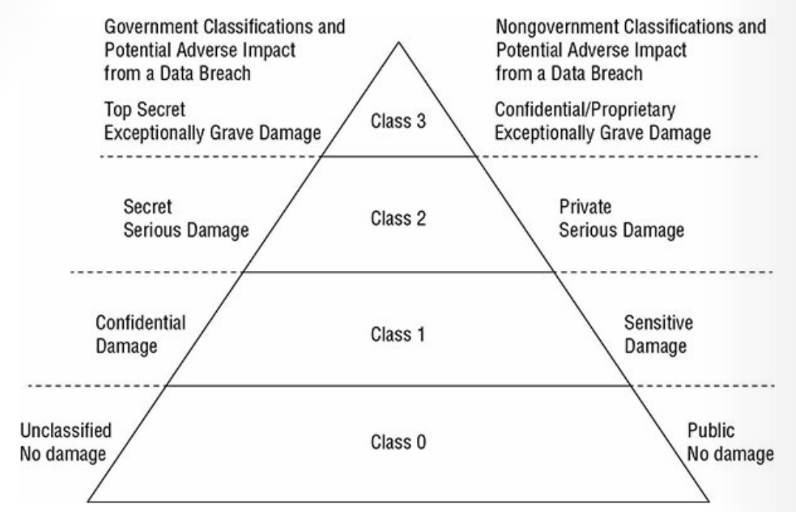 Government Classifications and
Potential Adverse Impact
from a Data Breach
Nongovernment Classifications and
Potential Adverse Impact
from a Data Breach
Top Secret
Exceptionally Grave Damage
Class 3
Confidential/Proprietary
Exceptionally Grave Damage
Secret
Serious Damage
Class 2
Private
Serious Damage
Confidential
Damage
Class 1
Sensitive
Damage
Unclassified
No damage
Class 0
Public
No damage